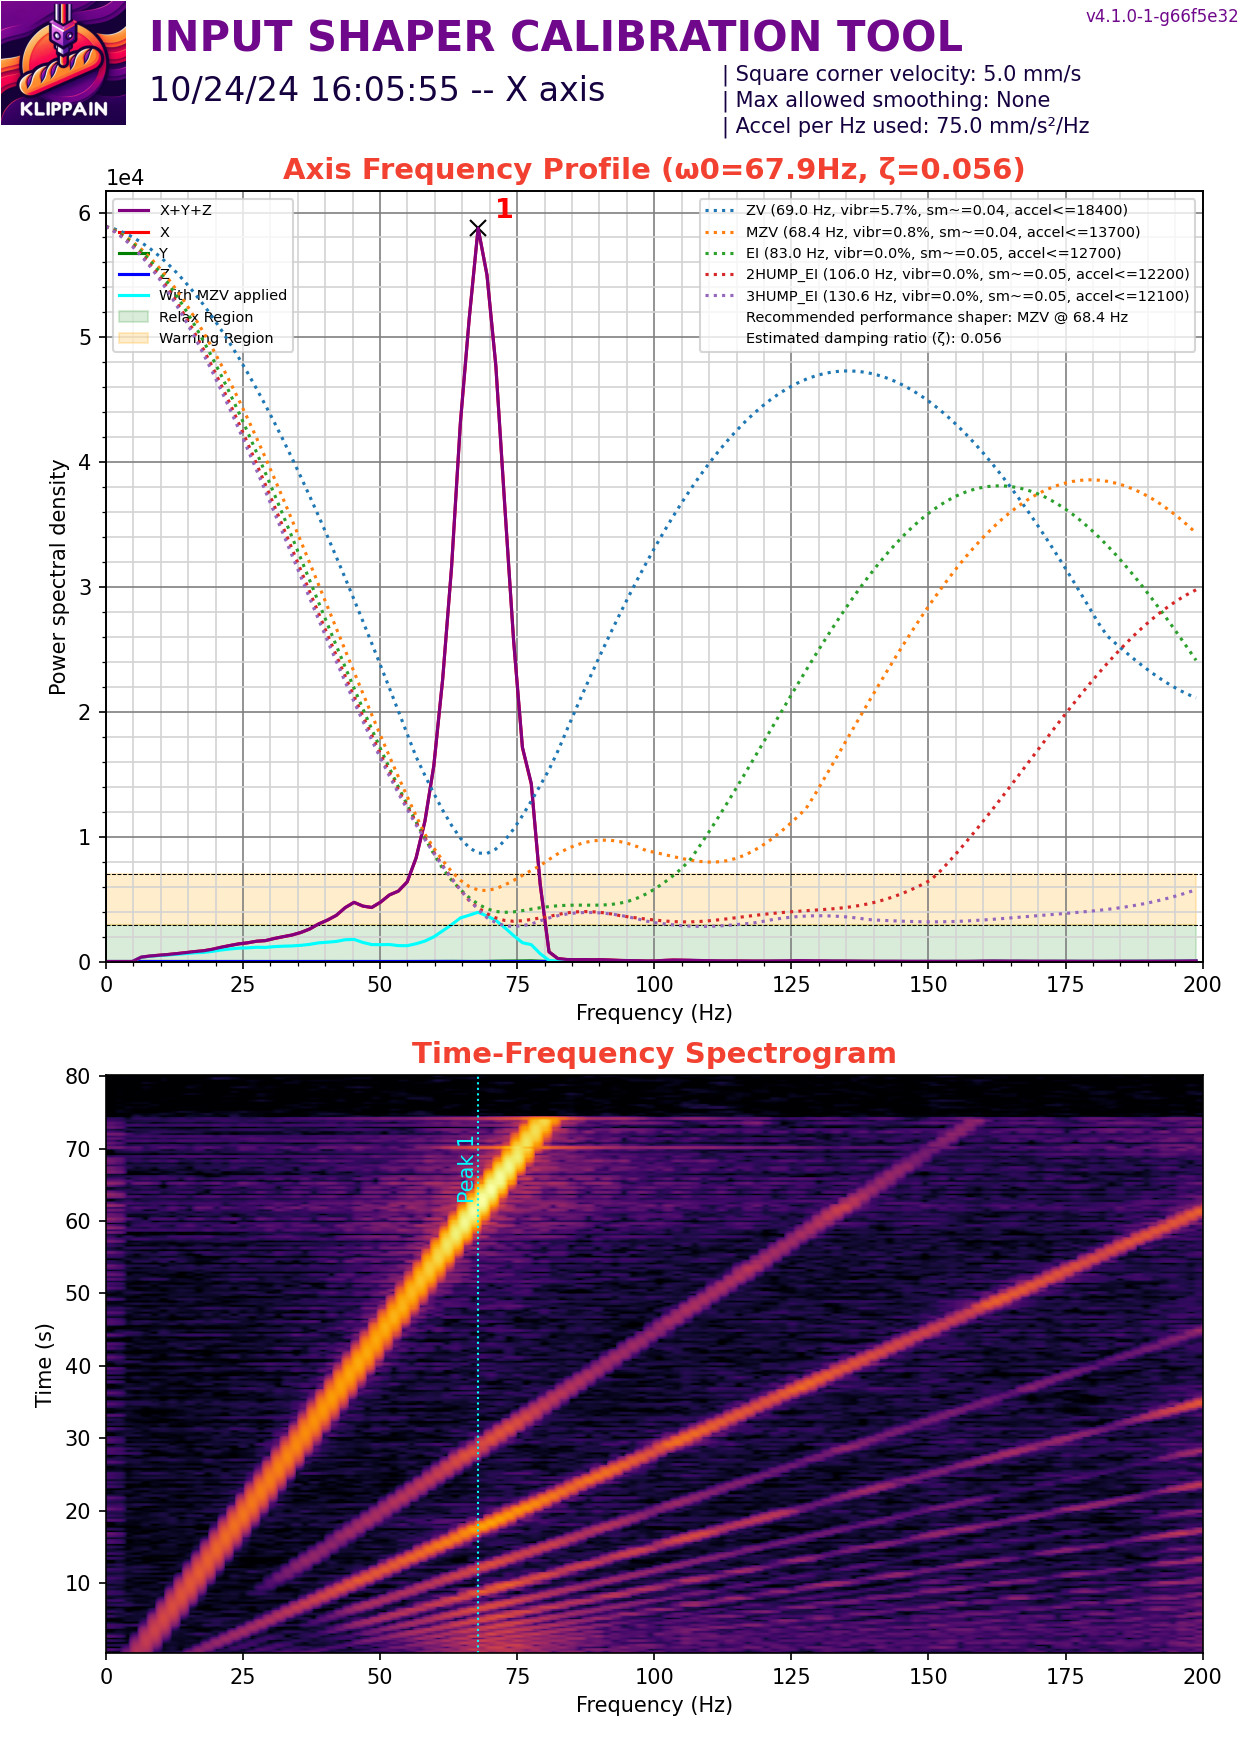 v4.1.0-1-g66f5e32
INPUT SHAPER CALIBRATION TOOL
10/24/24 16:05:55 -- X axis
| Square corner velocity: 5.0 mm/s
| Max allowed smoothing: None
| Accel per Hz used: 75.0 mm/s²/Hz
KLIPPAIN
Axis Frequency Profile (ω0=67.9Hz, ζ=0.056)
1e4
X+Y+Z
X
Y
Z
With MZV applied
Relax Region
Warning Region
1
ZV (69.0 Hz, vibr=5.7%, sm~=0.04, accel<=18400)
MZV (68.4 Hz, vibr=0.8%, sm~=0.04, accel<=13700)
EI (83.0 Hz, vibr=0.0%, sm~=0.05, accel<=12700)
2HUMP_EI (106.0 Hz, vibr=0.0%, sm~=0.05, accel<=12200)
3HUMP_EI (130.6 Hz, vibr=0.0%, sm~=0.05, accel<=12100)
Recommended performance shaper: MZV @ 68.4 Hz
Estimated damping ratio (ζ): 0.056
Power spectral density
6
5
4
3
2
1
0
0 25 50 75 100 125 150 175 200
Frequency (Hz)
Time-Frequency Spectrogram
Time (s)
80
70
60
50
40
30
20
10
Peak 1
0 25 50 75 100 125 150 175 200
Frequency (Hz)